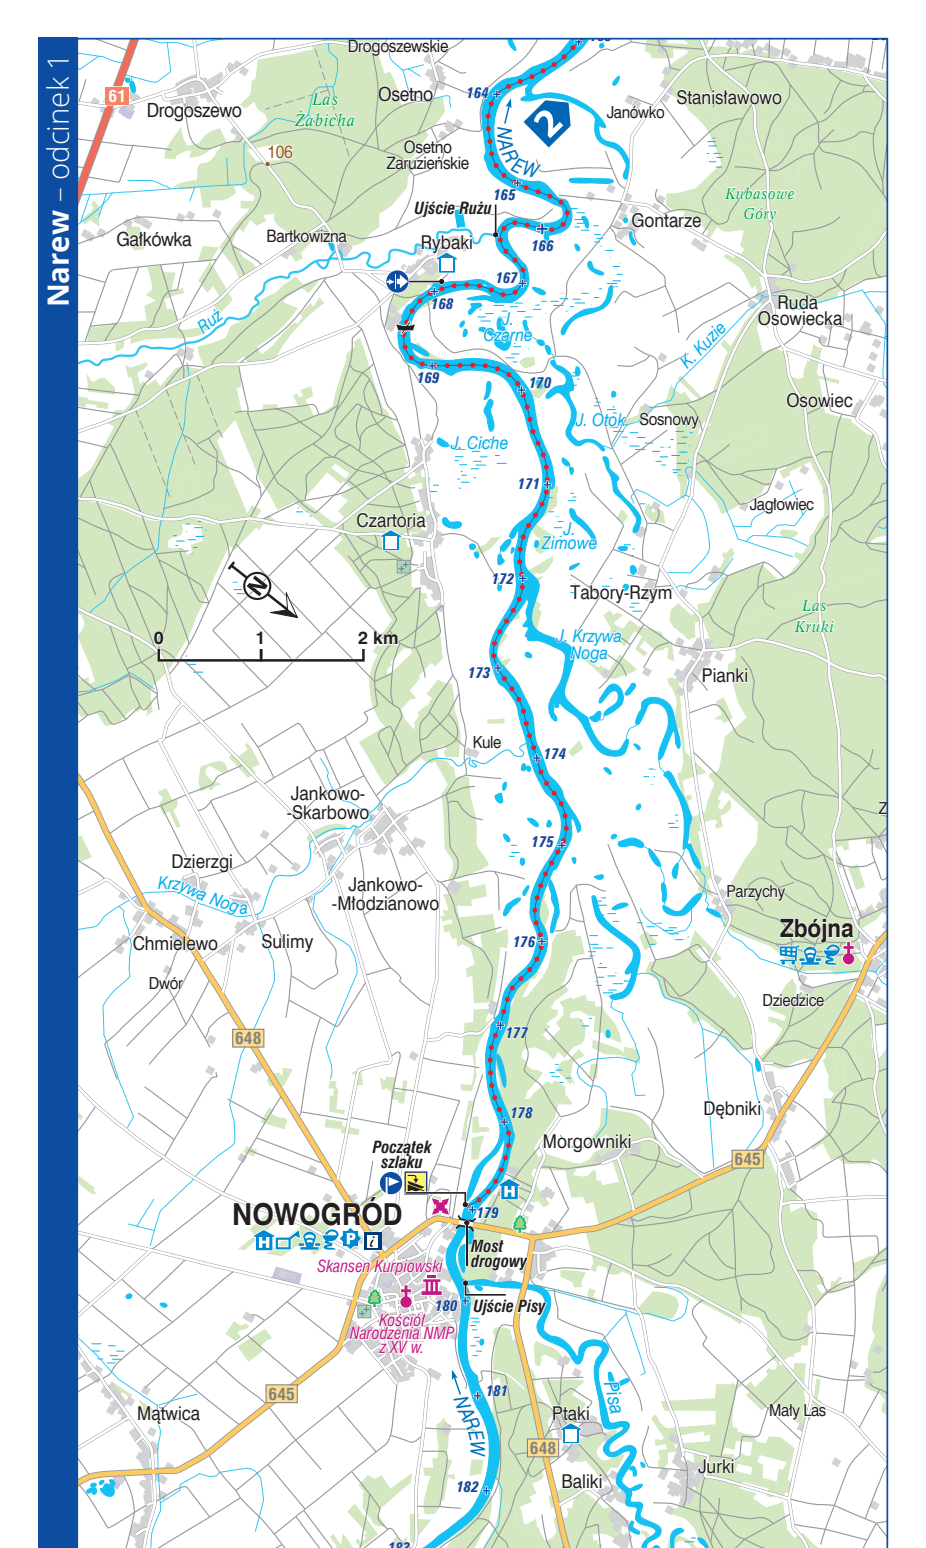 Narew – odcinek 1
Drogoszewskie
61
Drogoszewo
Las
Żabicha
Osetno
164
Stanisławowo
Janówko
2
NAREW
106
Osetno
Zaruzieńskie
165
Kubasowe
Góry
Ujście Rużu
Gałkówka
Bartkowizna
Rybaki
166
Gontarze
167
168
Ruż
J.
Czarne
K. Kuzie
Ruda
Osowiecka
169
170
Osowiec
J. Ciche
J. Otok
Sosnowy
171
Jagłowiec
Czartoria
J.
Zimowe
N
172
Tabory-Rzym
Las
Kruki
0
1
2 km
J. Krzywa
Noga
173
Pianki
Kule
174
Jankowo-
-Skarbowo
Z
175
Dzierzgi
Krzywa Noga
Jankowo-
-Młodzianowo
Parzychy
Zbójna
Chmielewo
Sulimy
176
Dwór
Dziedzice
177
648
178
Dębniki
Morgowniki
Początek
szlaku
645
NOWOGRÓD
179
H
P
i
H
Most
drogowy
Skansen Kurpiowski
180
Ujście Pisy
Kościół
Narodzenia NMP
z XV w.
181
645
NAREW
Pisa
Mątwica
Ptaki
Mały Las
648
Jurki
Baliki
182
183